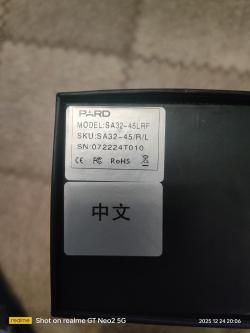 PARD
MODEL:SA32-45LRF
SKU:SA32-45/R/L
SN:072224T010
CE FC RoHS
中文
realme Shot on realme GT Neo2 5G
2025.12.24 20:06